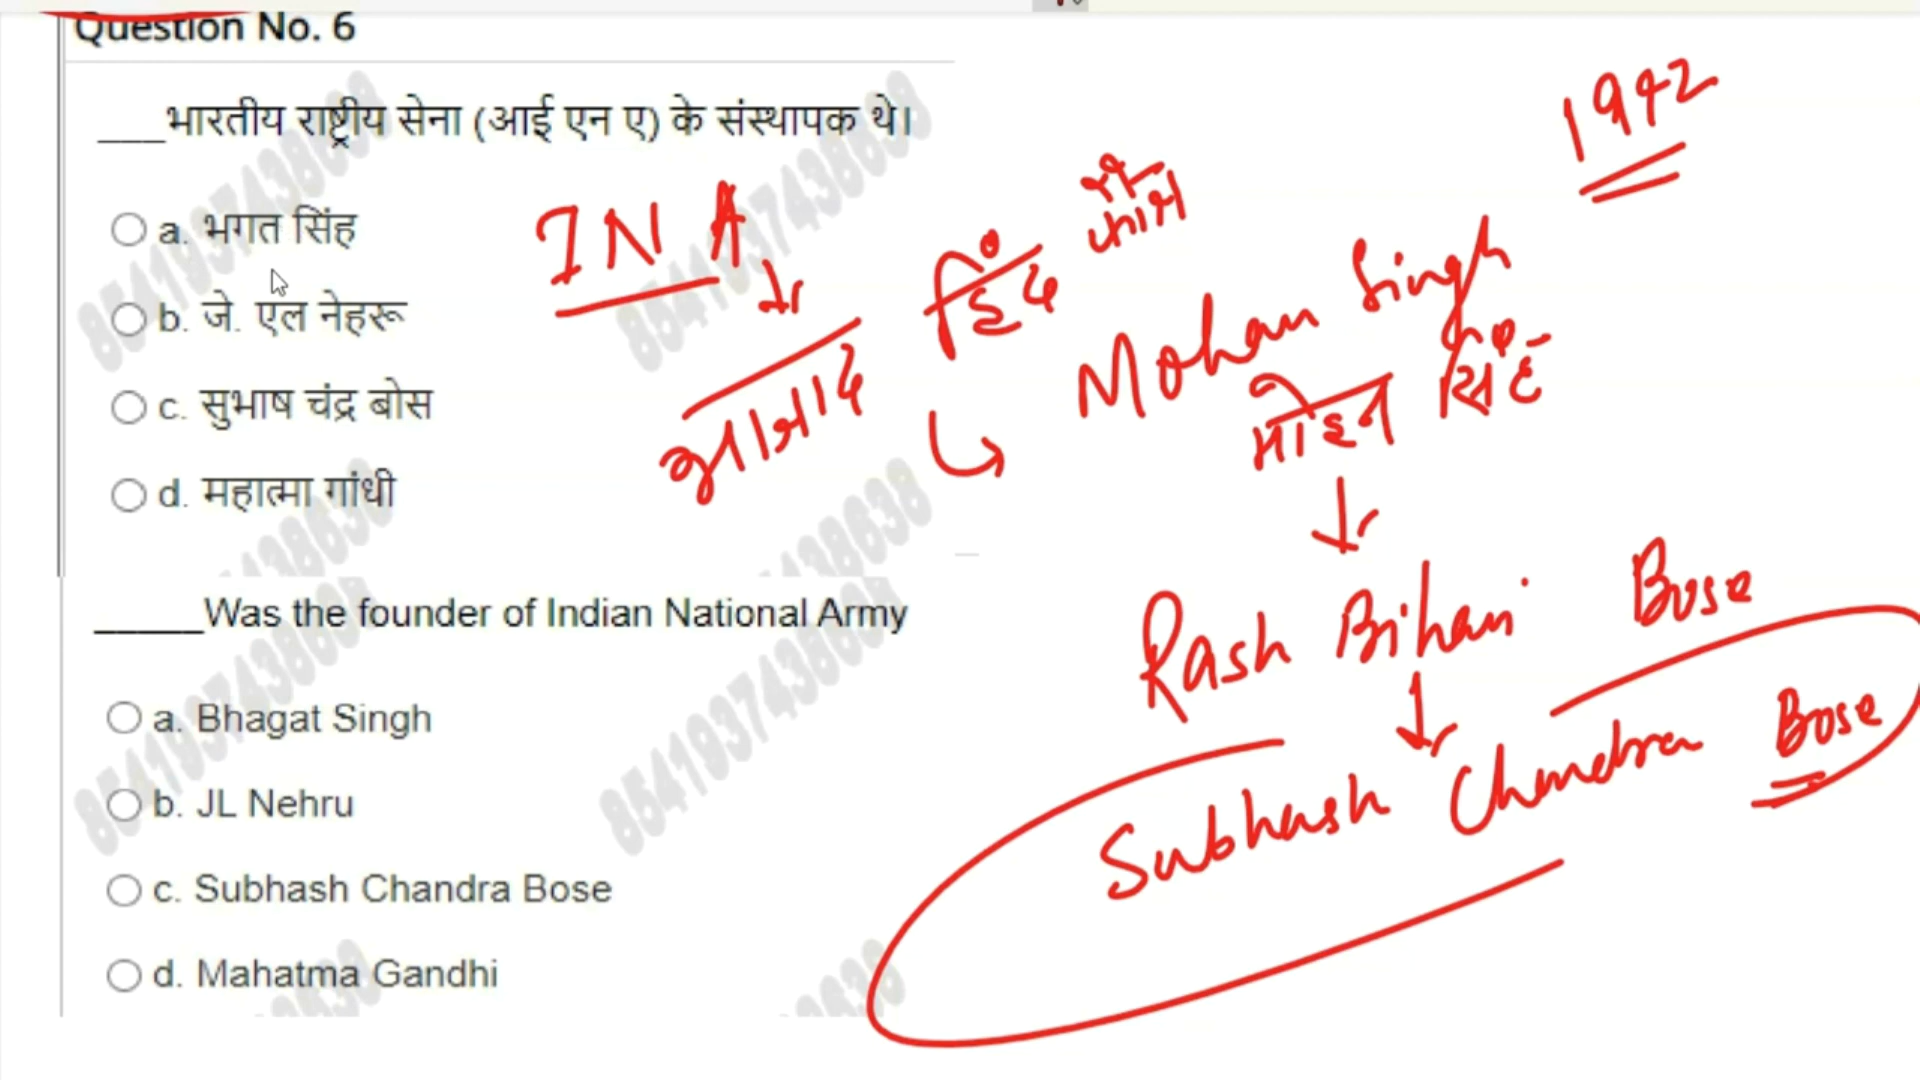 Question No. 6
___भारतीय राष्ट्रीय सेना (आई एन ए) के संस्थापक थे।
a. भगत सिंह
b. जे. एल नेहरू
c. सुभाष चंद्र बोस
d. महात्मा गांधी
_____Was the founder of Indian National Army
a. Bhagat Singh
b. JL Nehru
c. Subhash Chandra Bose
d. Mahatma Gandhi
1942
INA
आजाद हिंद फौज
Mohan Singh
मोहन सिंह
Rash Bihari Bose
Subhash Chandra Bose